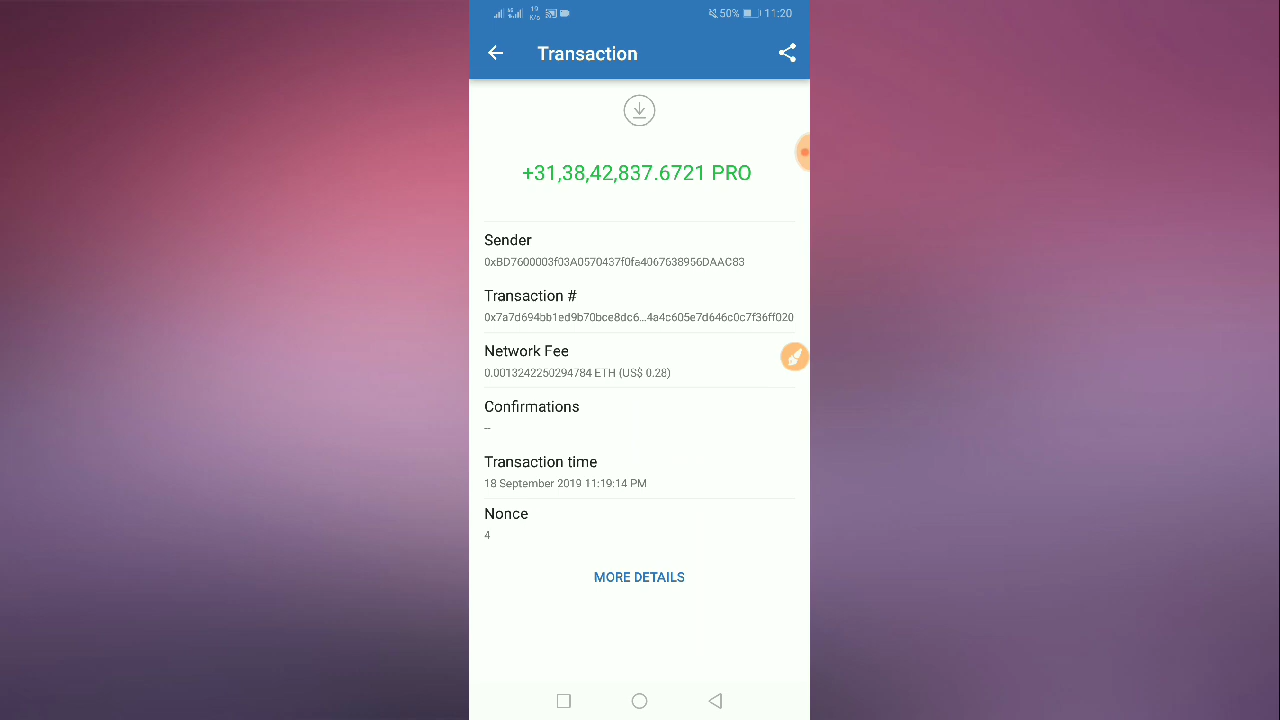 19
K/s
50% 11:20
Transaction
+31,38,42,837.6721 PRO
Sender
0xBD7600003f03A0570437f0fa4067638956DAAC83
Transaction #
0x7a7d694bb1ed9b70bce8dc6...4a4c605e7d646c0c7f36ff020
Network Fee
0.0013242250294784 ETH (US$ 0.28)
Confirmations
--
Transaction time
18 September 2019 11:19:14 PM
Nonce
4
MORE DETAILS